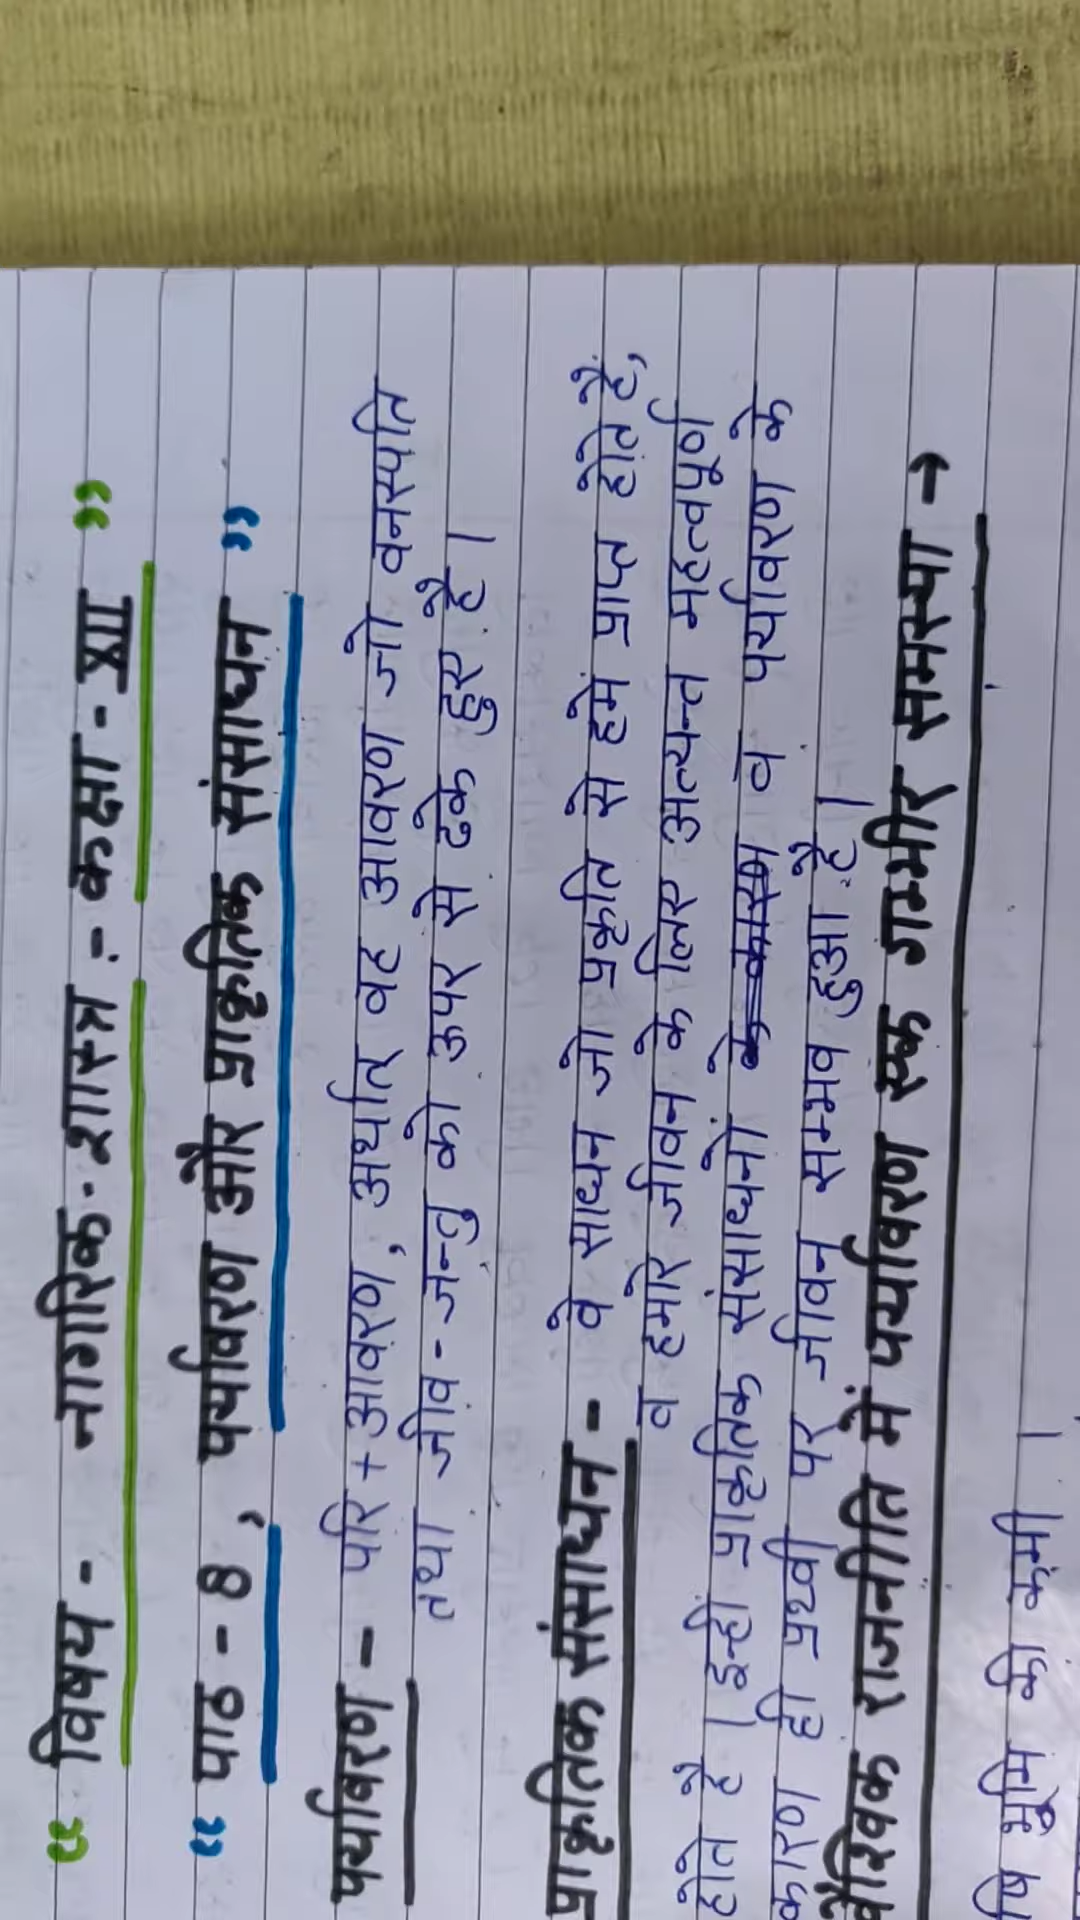 " विषय - नागरिक-शास्त्र :- कक्षा - XII "
" पाठ - 8 , पर्यावरण और प्राकृतिक संसाधन "
पर्यावरण - परि + आवरण, अर्थात वह आवरण जो वनस्पति
तथा जीव-जन्तु को ऊपर से ढके हुए है।
प्राकृतिक संसाधन - वे साधन जो प्रकृति से हमें प्राप्त होते है,
व हमारे जीवन के लिए अत्यन्त महत्वपूर्ण
होते है। इन्ही प्राकृतिक संसाधनो के कारण व पर्यावरण के
कारण ही पृथ्वी पर जीवन सम्भव हुआ है।
वैश्विक राजनीति में पर्यावरण एक गम्भीर समस्या →
भूमि की कमी।